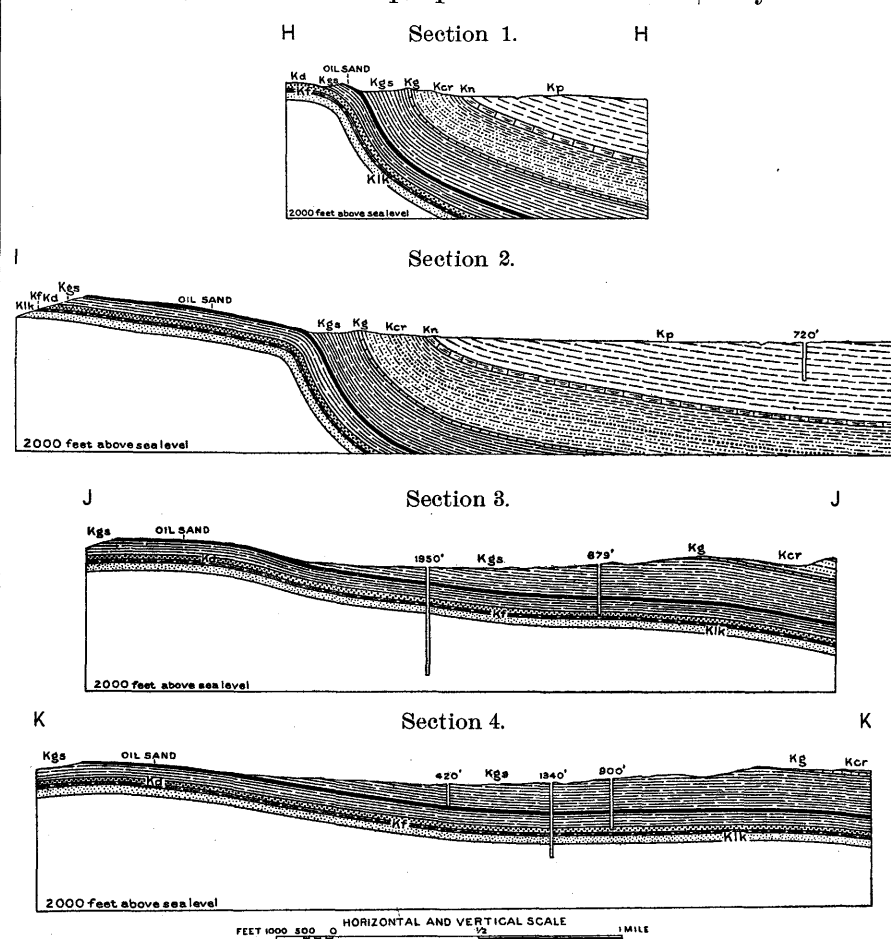 H Section 1. H
OIL SAND
Kd Kgs Kgs Kg Kcr Kn Kp
Kf
Klk
2000 feet above sea level
I Section 2.
Kgs
Klk Kf Kd OIL SAND Kgs Kg Kcr Kn Kp 720'
2000 feet above sea level
J Section 3. J
Kgs OIL SAND 1950' Kgs 879' Kg Kcr
Kf Klk
2000 feet above sea level
K Section 4. K
Kgs OIL SAND 420' Kgs 1340' 900' Kg Kcr
Kd
Kf Klk
2000 feet above sea level
HORIZONTAL AND VERTICAL SCALE
FEET 1000 500 0 1/2 1 MILE